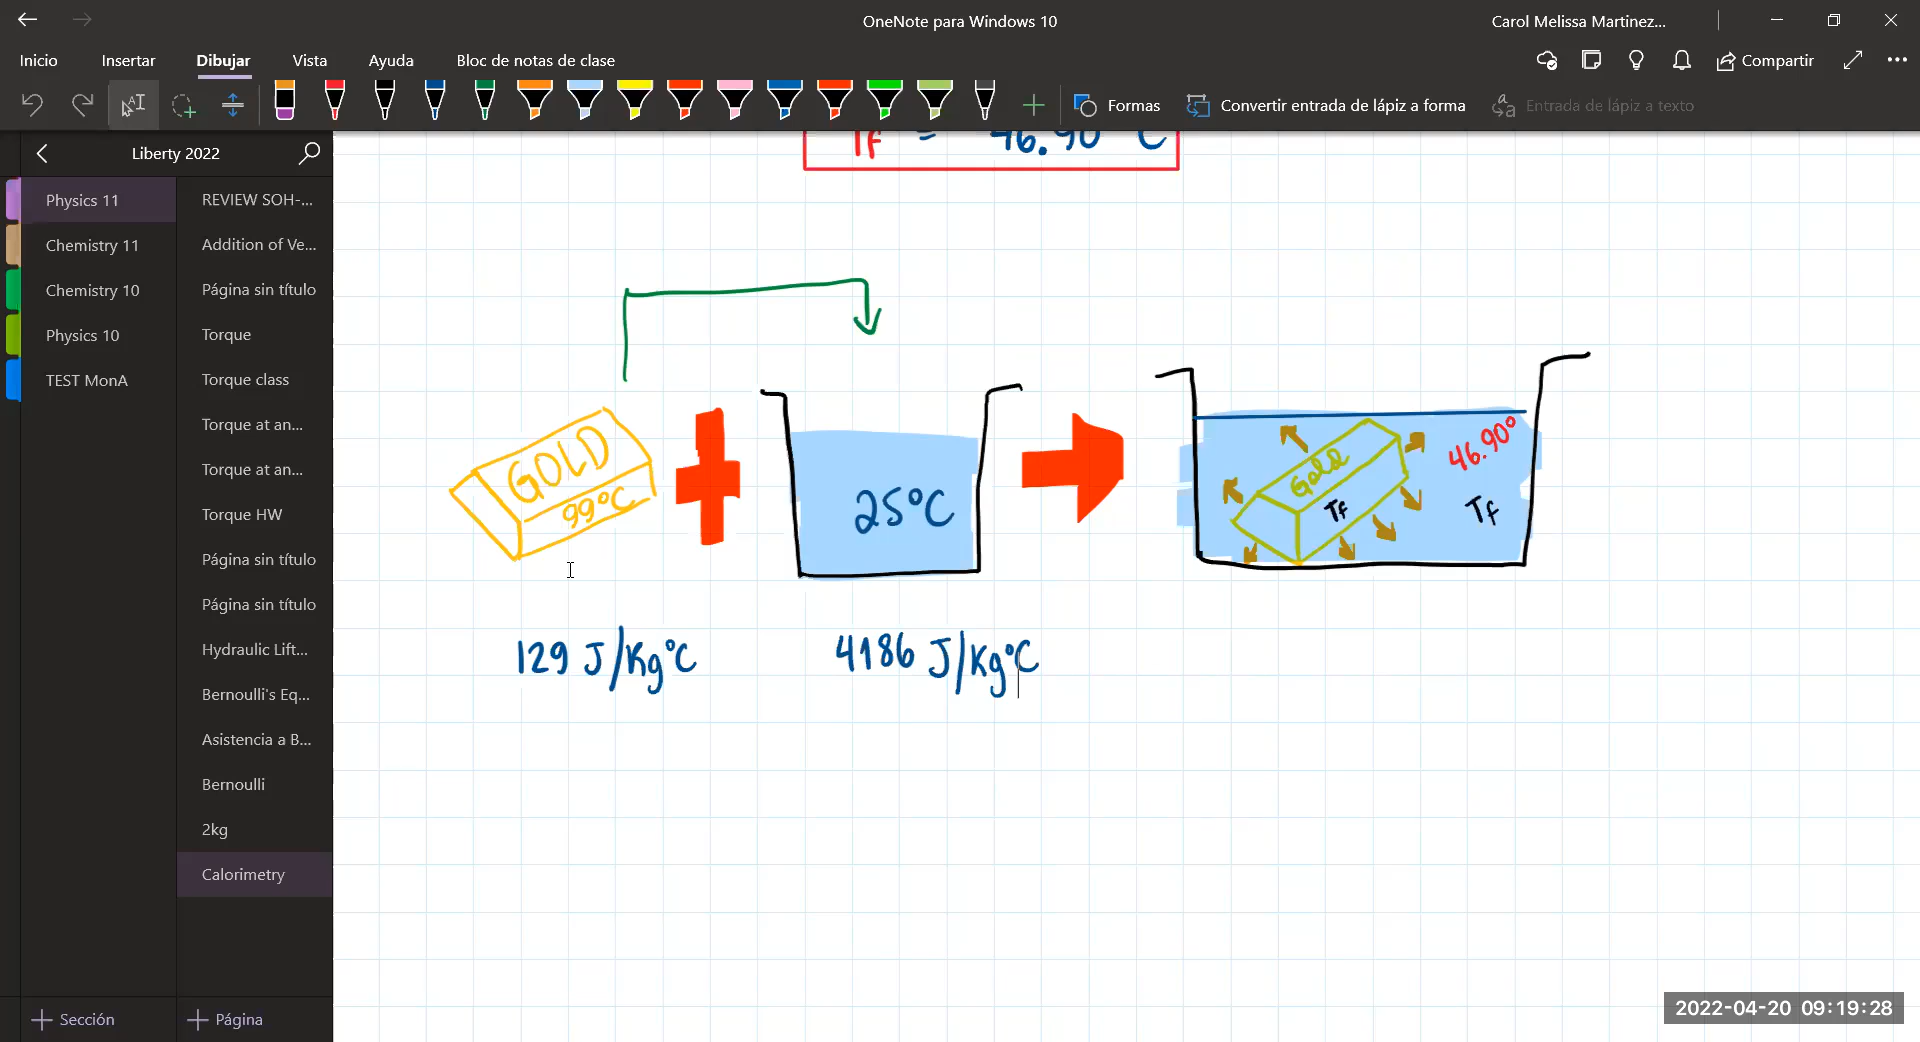 OneNote para Windows 10
Carol Melissa Martinez...
Inicio
Insertar
Dibujar
Vista
Ayuda
Bloc de notas de clase
Compartir
Formas
Convertir entrada de lápiz a forma
Entrada de lápiz a texto
Liberty 2022
Physics 11
Chemistry 11
Chemistry 10
Physics 10
TEST MonA
REVIEW SOH-...
Addition of Ve...
Página sin título
Torque
Torque class
Torque at an...
Torque at an...
Torque HW
Página sin título
Página sin título
Hydraulic Lift...
Bernoulli's Eq...
Asistencia a B...
Bernoulli
2kg
Calorimetry
Sección
Página
Tf = 46.90 °C
GOLD
99°C
25°C
Gold
Tf
46.90°
Tf
129 J/Kg°C
4186 J/Kg°C
2022-04-20 09:19:28